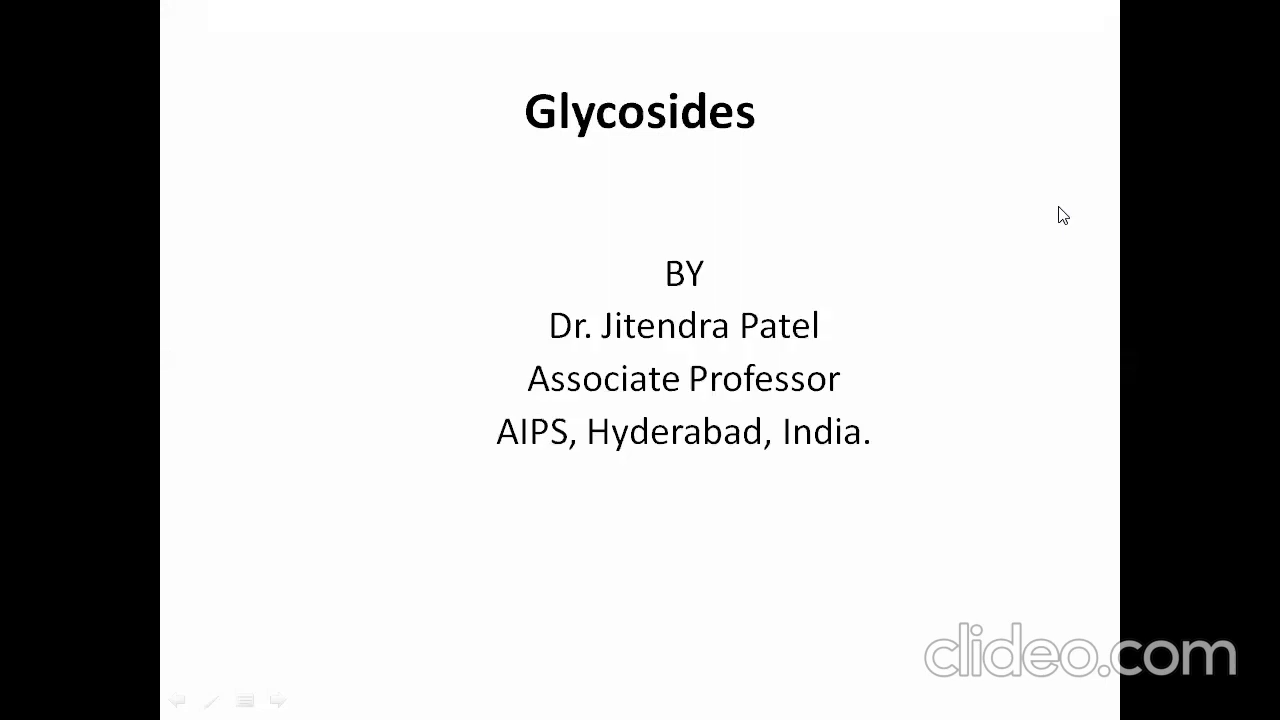 Glycosides
BY
Dr. Jitendra Patel
Associate Professor
AIPS, Hyderabad, India.
clideo.com